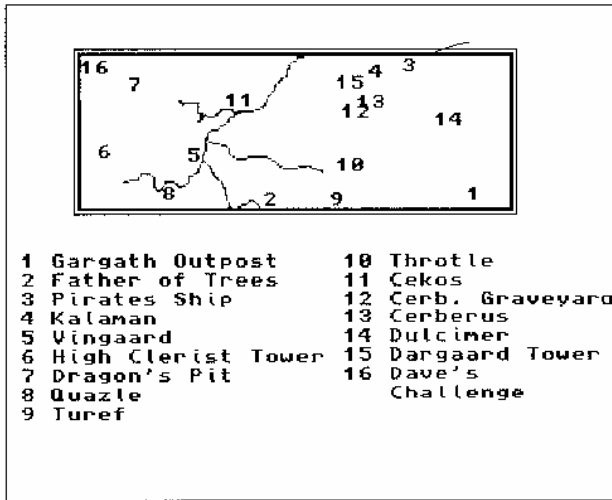 16
3
4
7
15
11
13
12
14
6
5
10
8
2
9
1
1 Gargath Outpost
2 Father of Trees
3 Pirates Ship
4 Kalaman
5 Vingaard
6 High Clerist Tower
7 Dragon's Pit
8 Quazle
9 Turef
10 Throtle
11 Cekos
12 Cerb. Graveyard
13 Cerberus
14 Dulcimer
15 Dargaard Tower
16 Dave's
Challenge